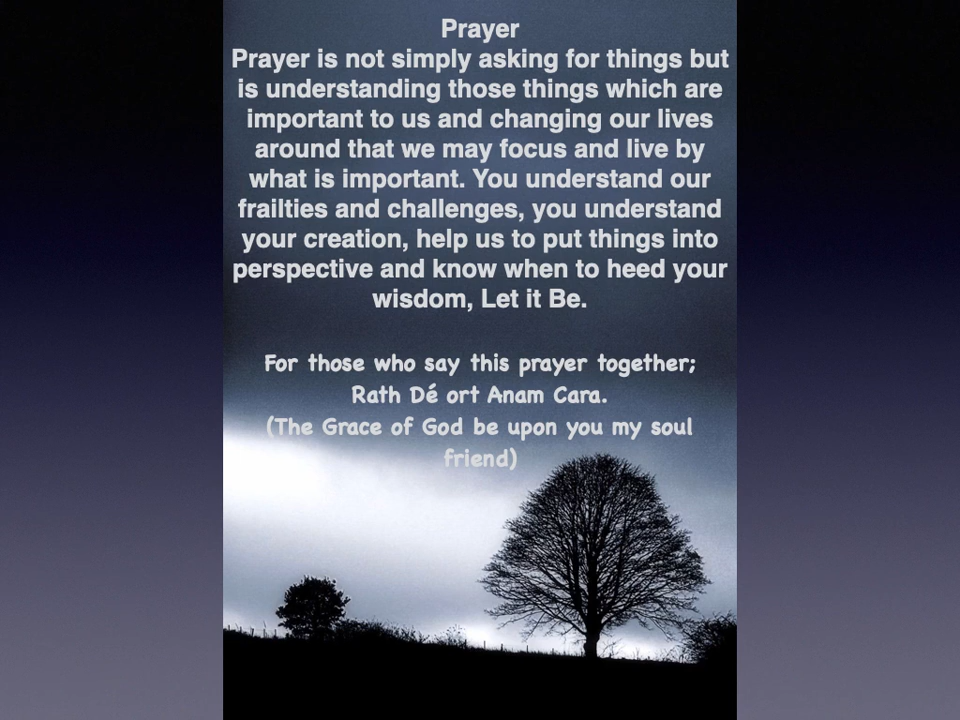 Prayer
Prayer is not simply asking for things but
is understanding those things which are
important to us and changing our lives
around that we may focus and live by
what is important. You understand our
frailties and challenges, you understand
your creation, help us to put things into
perspective and know when to heed your
wisdom, Let it Be.
For those who say this prayer together;
Rath Dé ort Anam Cara.
(The Grace of God be upon you my soul
friend)